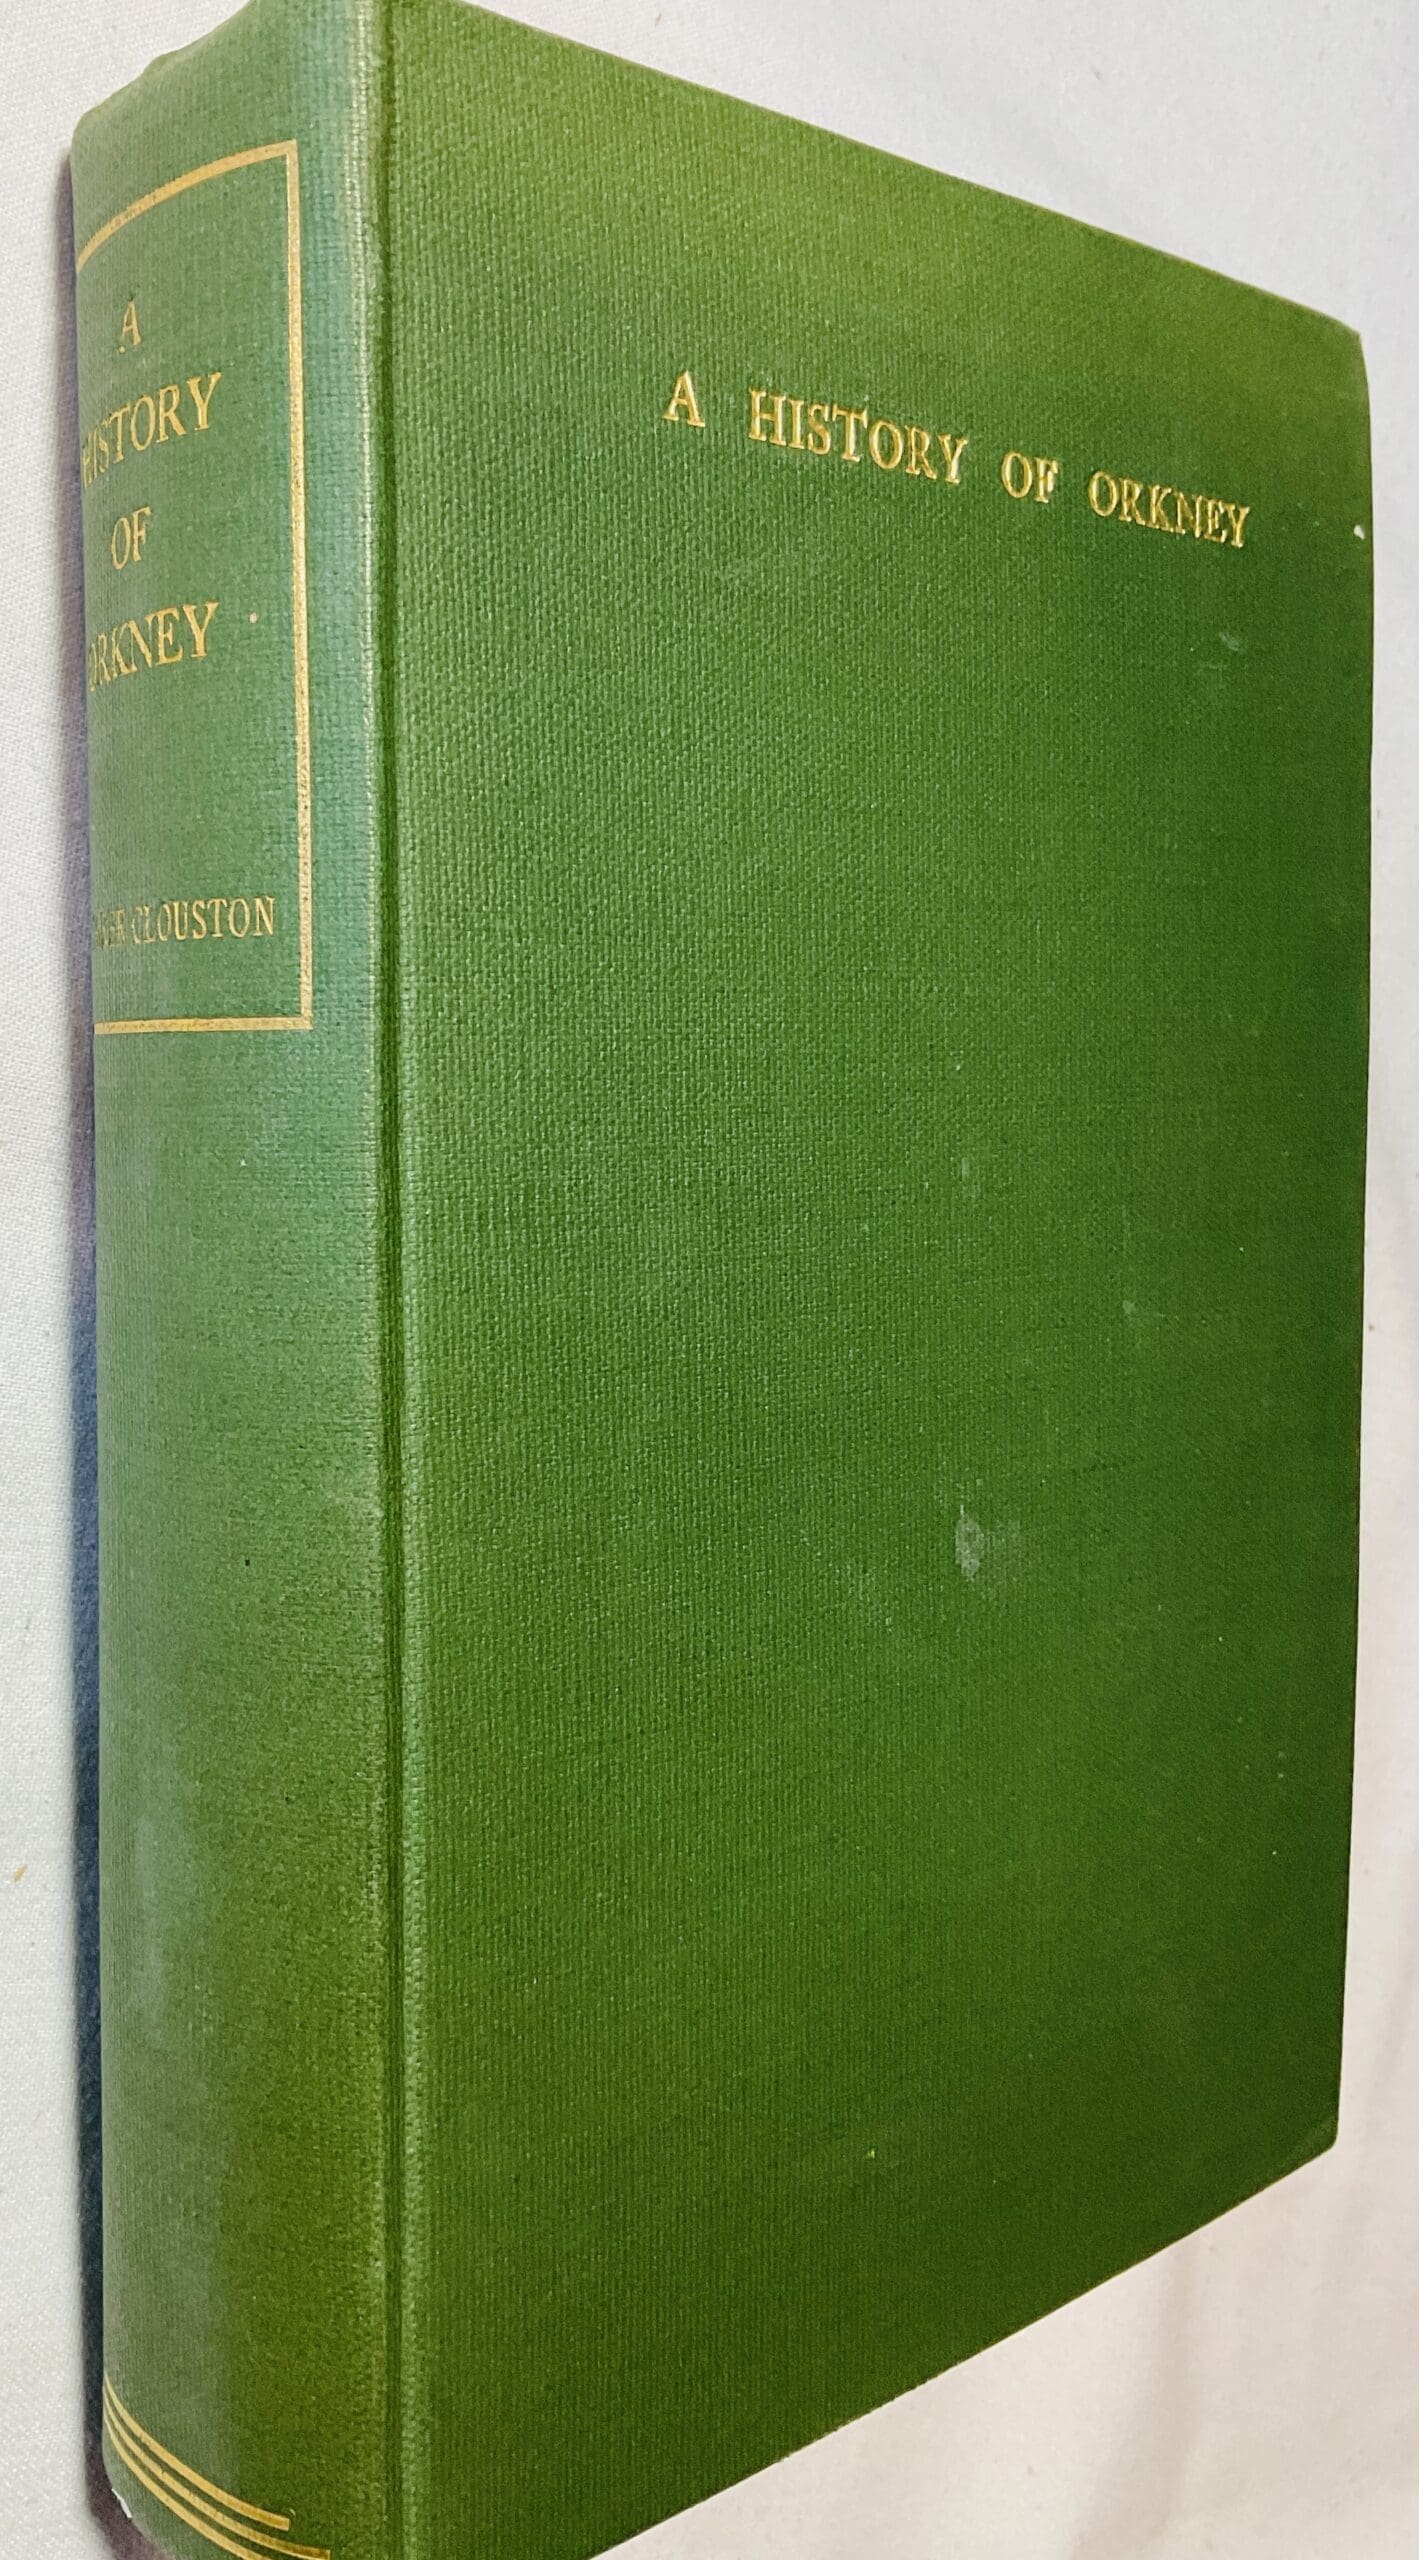 A
HISTORY
OF
ORKNEY
CLOUSTON
A HISTORY OF ORKNEY